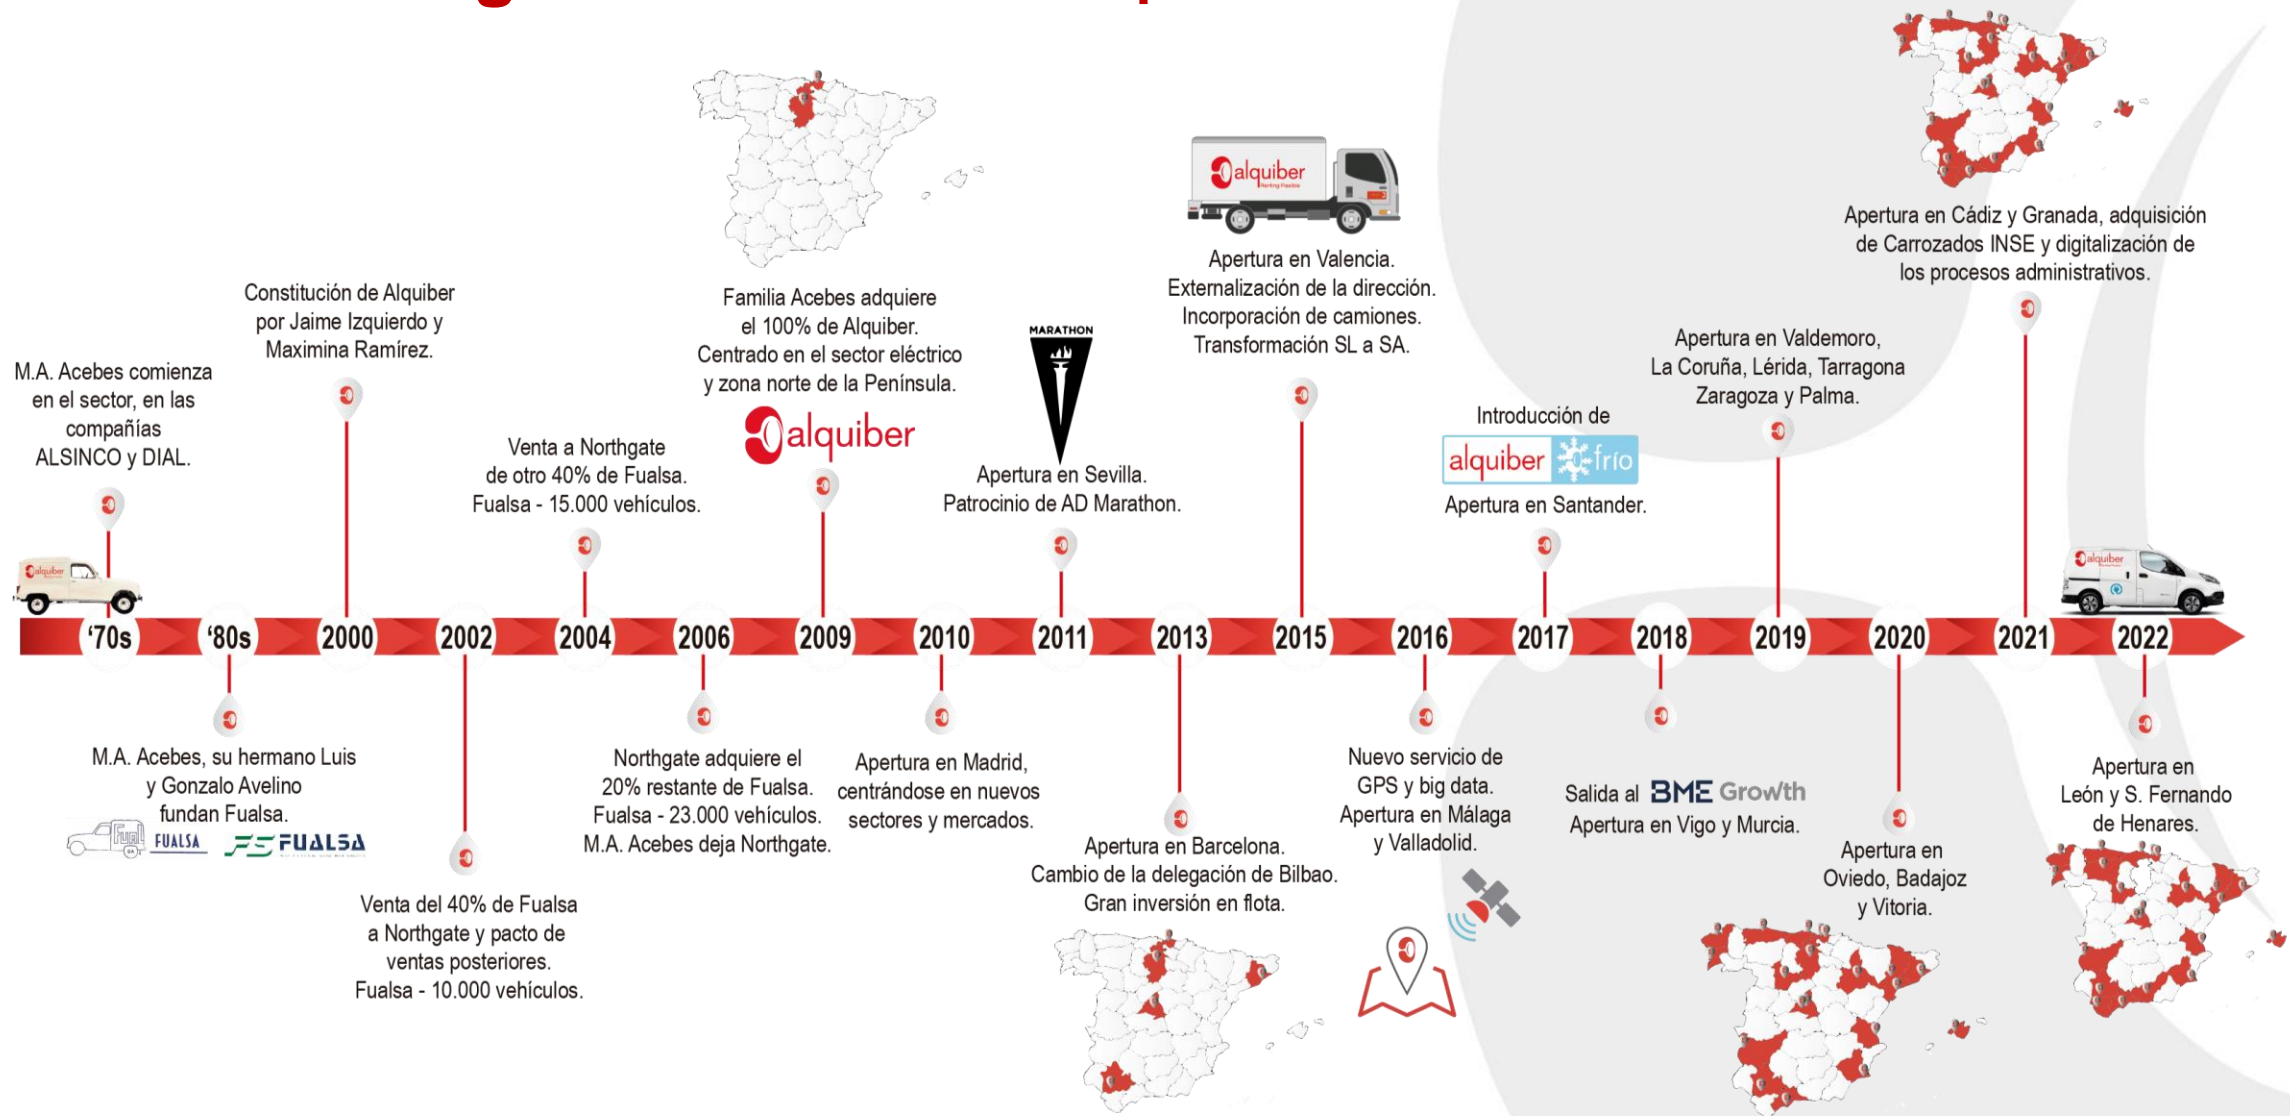 M.A. Acebes comienza
en el sector, en las
compañías
ALSINCO y DIAL.
alquiber
‘70s
‘80s
M.A. Acebes, su hermano Luis
y Gonzalo Avelino
fundan Fualsa.
FUALSA
FUALSA
Constitución de Alquiber
por Jaime Izquierdo y
Maximina Ramírez.
2000
2002
Venta del 40% de Fualsa
a Northgate y pacto de
ventas posteriores.
Fualsa - 10.000 vehículos.
Venta a Northgate
de otro 40% de Fualsa.
Fualsa - 15.000 vehículos.
2004
2006
Northgate adquiere el
20% restante de Fualsa.
Fualsa - 23.000 vehículos.
M.A. Acebes deja Northgate.
Familia Acebes adquiere
el 100% de Alquiber.
Centrado en el sector eléctrico
y zona norte de la Península.
alquiber
2009
2010
Apertura en Madrid,
centrándose en nuevos
sectores y mercados.
MARATHON
Apertura en Sevilla.
Patrocinio de AD Marathon.
2011
2013
Apertura en Barcelona.
Cambio de la delegación de Bilbao.
Gran inversión en flota.
alquiber
Renting Flexible
Apertura en Valencia.
Externalización de la dirección.
Incorporación de camiones.
Transformación SL a SA.
2015
2016
Nuevo servicio de
GPS y big data.
Apertura en Málaga
y Valladolid.
Introducción de
alquiber frío
Apertura en Santander.
2017
2018
Salida al BME Growth
Apertura en Vigo y Murcia.
Apertura en Valdemoro,
La Coruña, Lérida, Tarragona
Zaragoza y Palma.
2019
2020
Apertura en
Oviedo, Badajoz
y Vitoria.
Apertura en Cádiz y Granada, adquisición
de Carrozados INSE y digitalización de
los procesos administrativos.
2021
alquiber
2022
Apertura en
León y S. Fernando
de Henares.